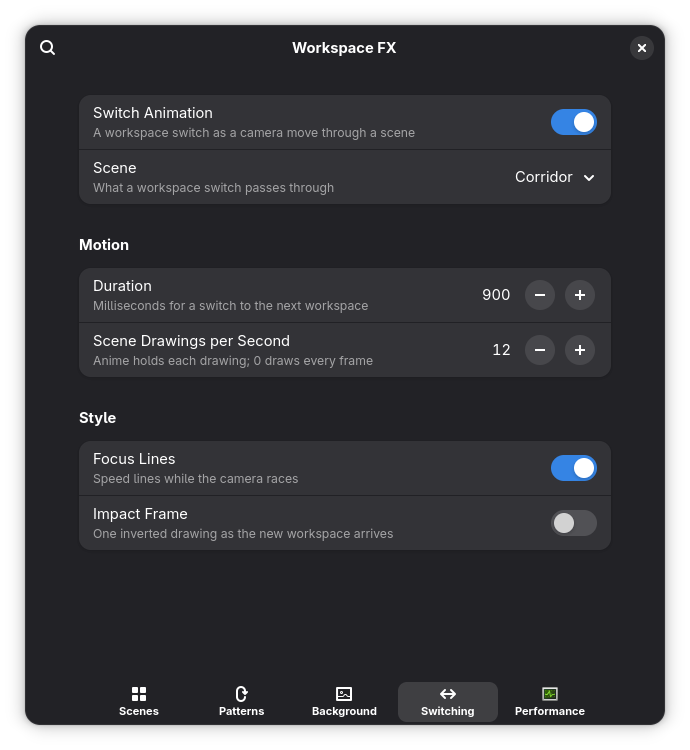 Workspace FX
Switch Animation
A workspace switch as a camera move through a scene
Scene
What a workspace switch passes through
Corridor
Motion
Duration
Milliseconds for a switch to the next workspace
900
Scene Drawings per Second
Anime holds each drawing; 0 draws every frame
12
Style
Focus Lines
Speed lines while the camera races
Impact Frame
One inverted drawing as the new workspace arrives
Scenes
Patterns
Background
Switching
Performance